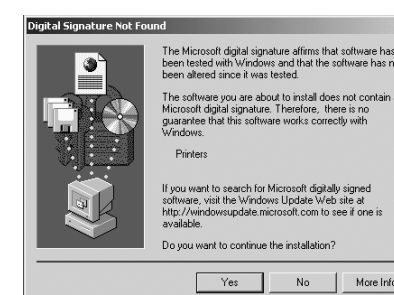 Digital Signature Not Found
The Microsoft digital signature affirms that software has
been tested with Windows and that the software has n
been altered since it was tested.
The software you are about to install does not contain
Microsoft digital signature. Therefore, there is no
guarantee that this software works correctly with
Windows.
Printers
If you want to search for Microsoft digitally signed
software, visit the Windows Update Web site at
http://windowsupdate.microsoft.com to see if one is
available.
Do you want to continue the installation?
Yes No More Info